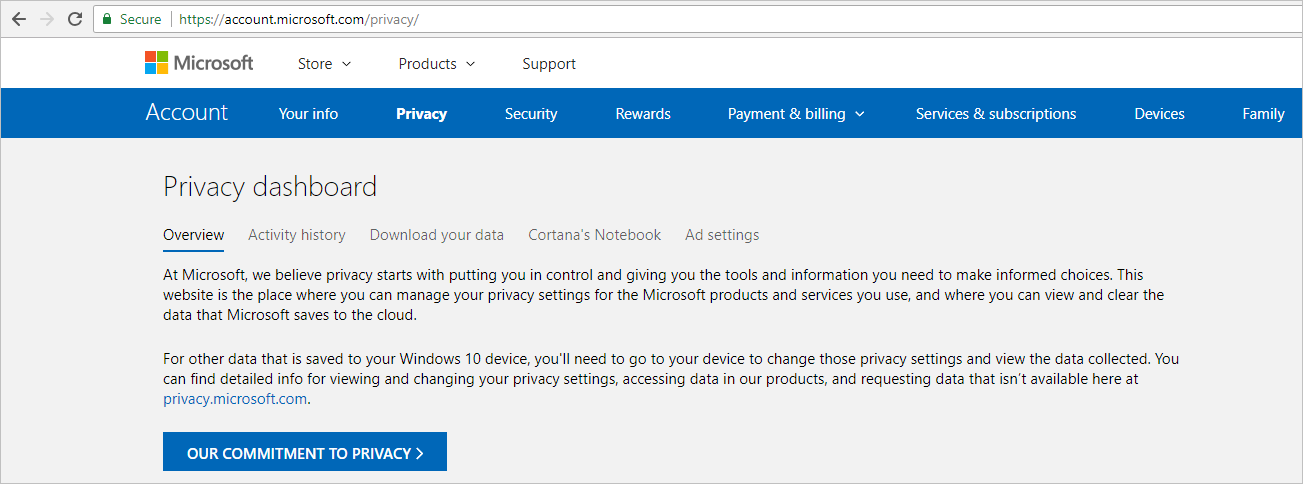 Secure https://account.microsoft.com/privacy/
Microsoft Store Products Support
Account Your info Privacy Security Rewards Payment & billing Services & subscriptions Devices Family
Privacy dashboard
Overview Activity history Download your data Cortana's Notebook Ad settings
At Microsoft, we believe privacy starts with putting you in control and giving you the tools and information you need to make informed choices. This
website is the place where you can manage your privacy settings for the Microsoft products and services you use, and where you can view and clear the
data that Microsoft saves to the cloud.
For other data that is saved to your Windows 10 device, you'll need to go to your device to change those privacy settings and view the data collected. You
can find detailed info for viewing and changing your privacy settings, accessing data in our products, and requesting data that isn't available here at
privacy.microsoft.com.
OUR COMMITMENT TO PRIVACY